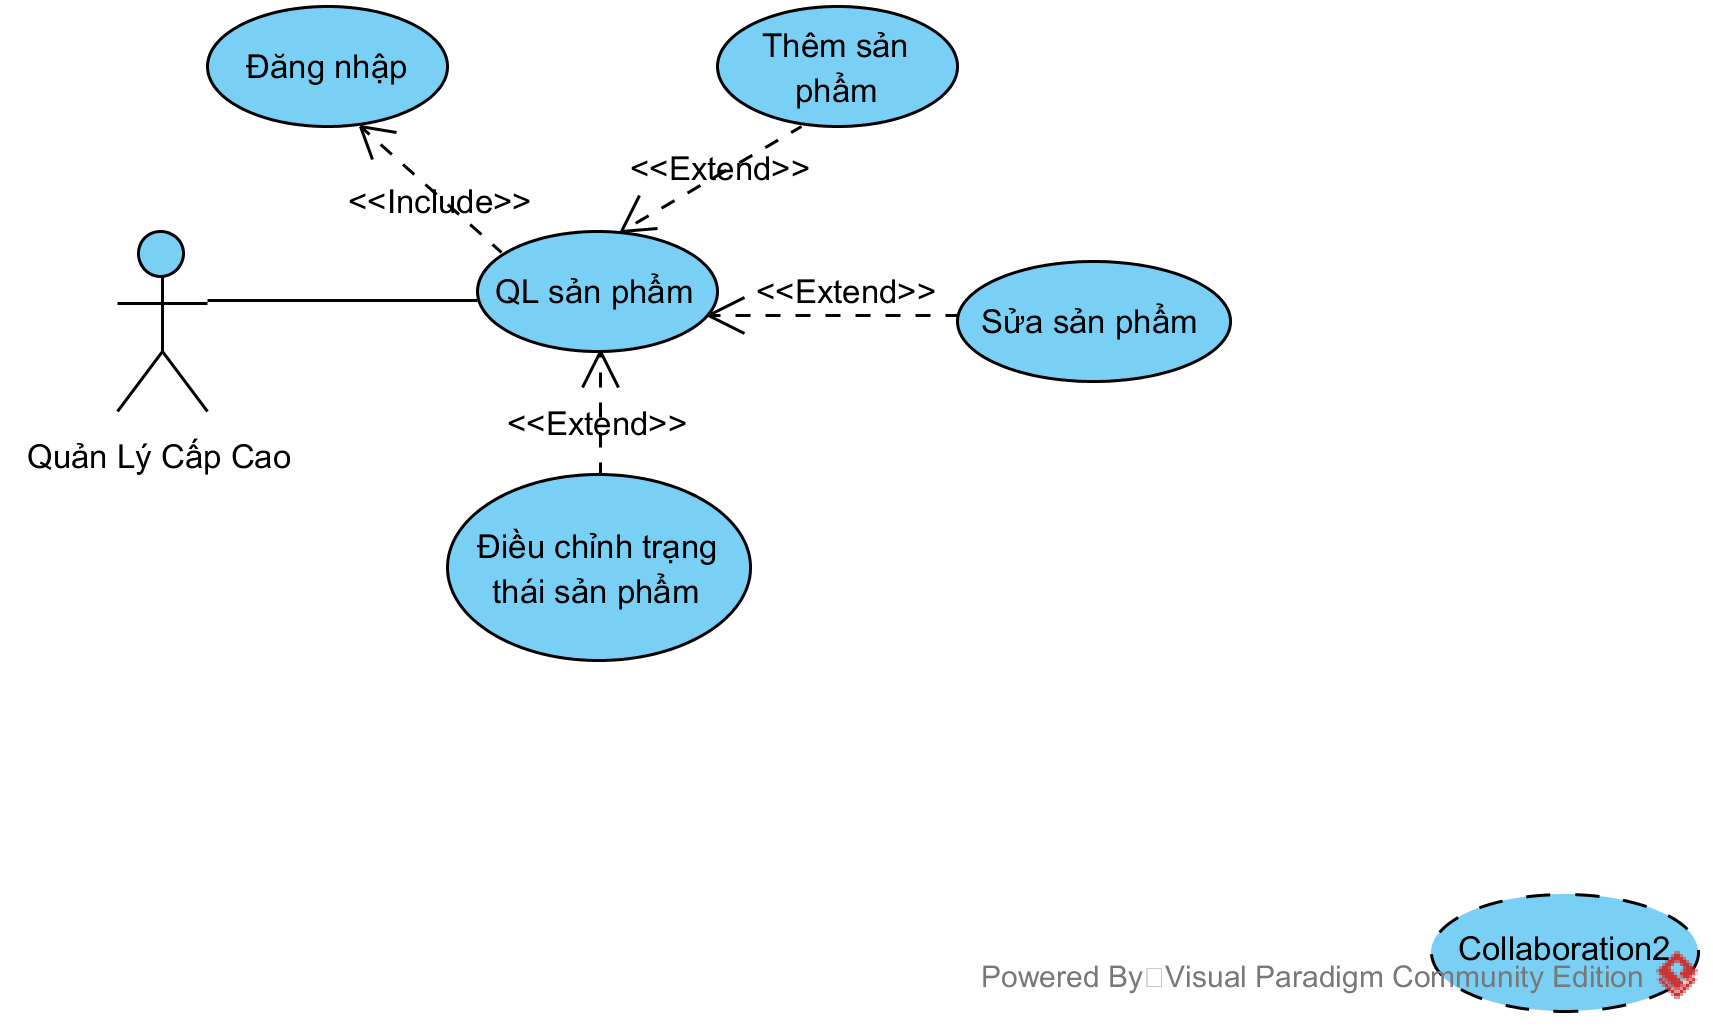 Đăng nhập
Thêm sản
phẩm
<<Extend>>
<<Include>>
QL sản phẩm
<<Extend>>
Sửa sản phẩm
<<Extend>>
Quản Lý Cấp Cao
Điều chỉnh trạng
thái sản phẩm
Collaboration2
Powered By Visual Paradigm Community Edition